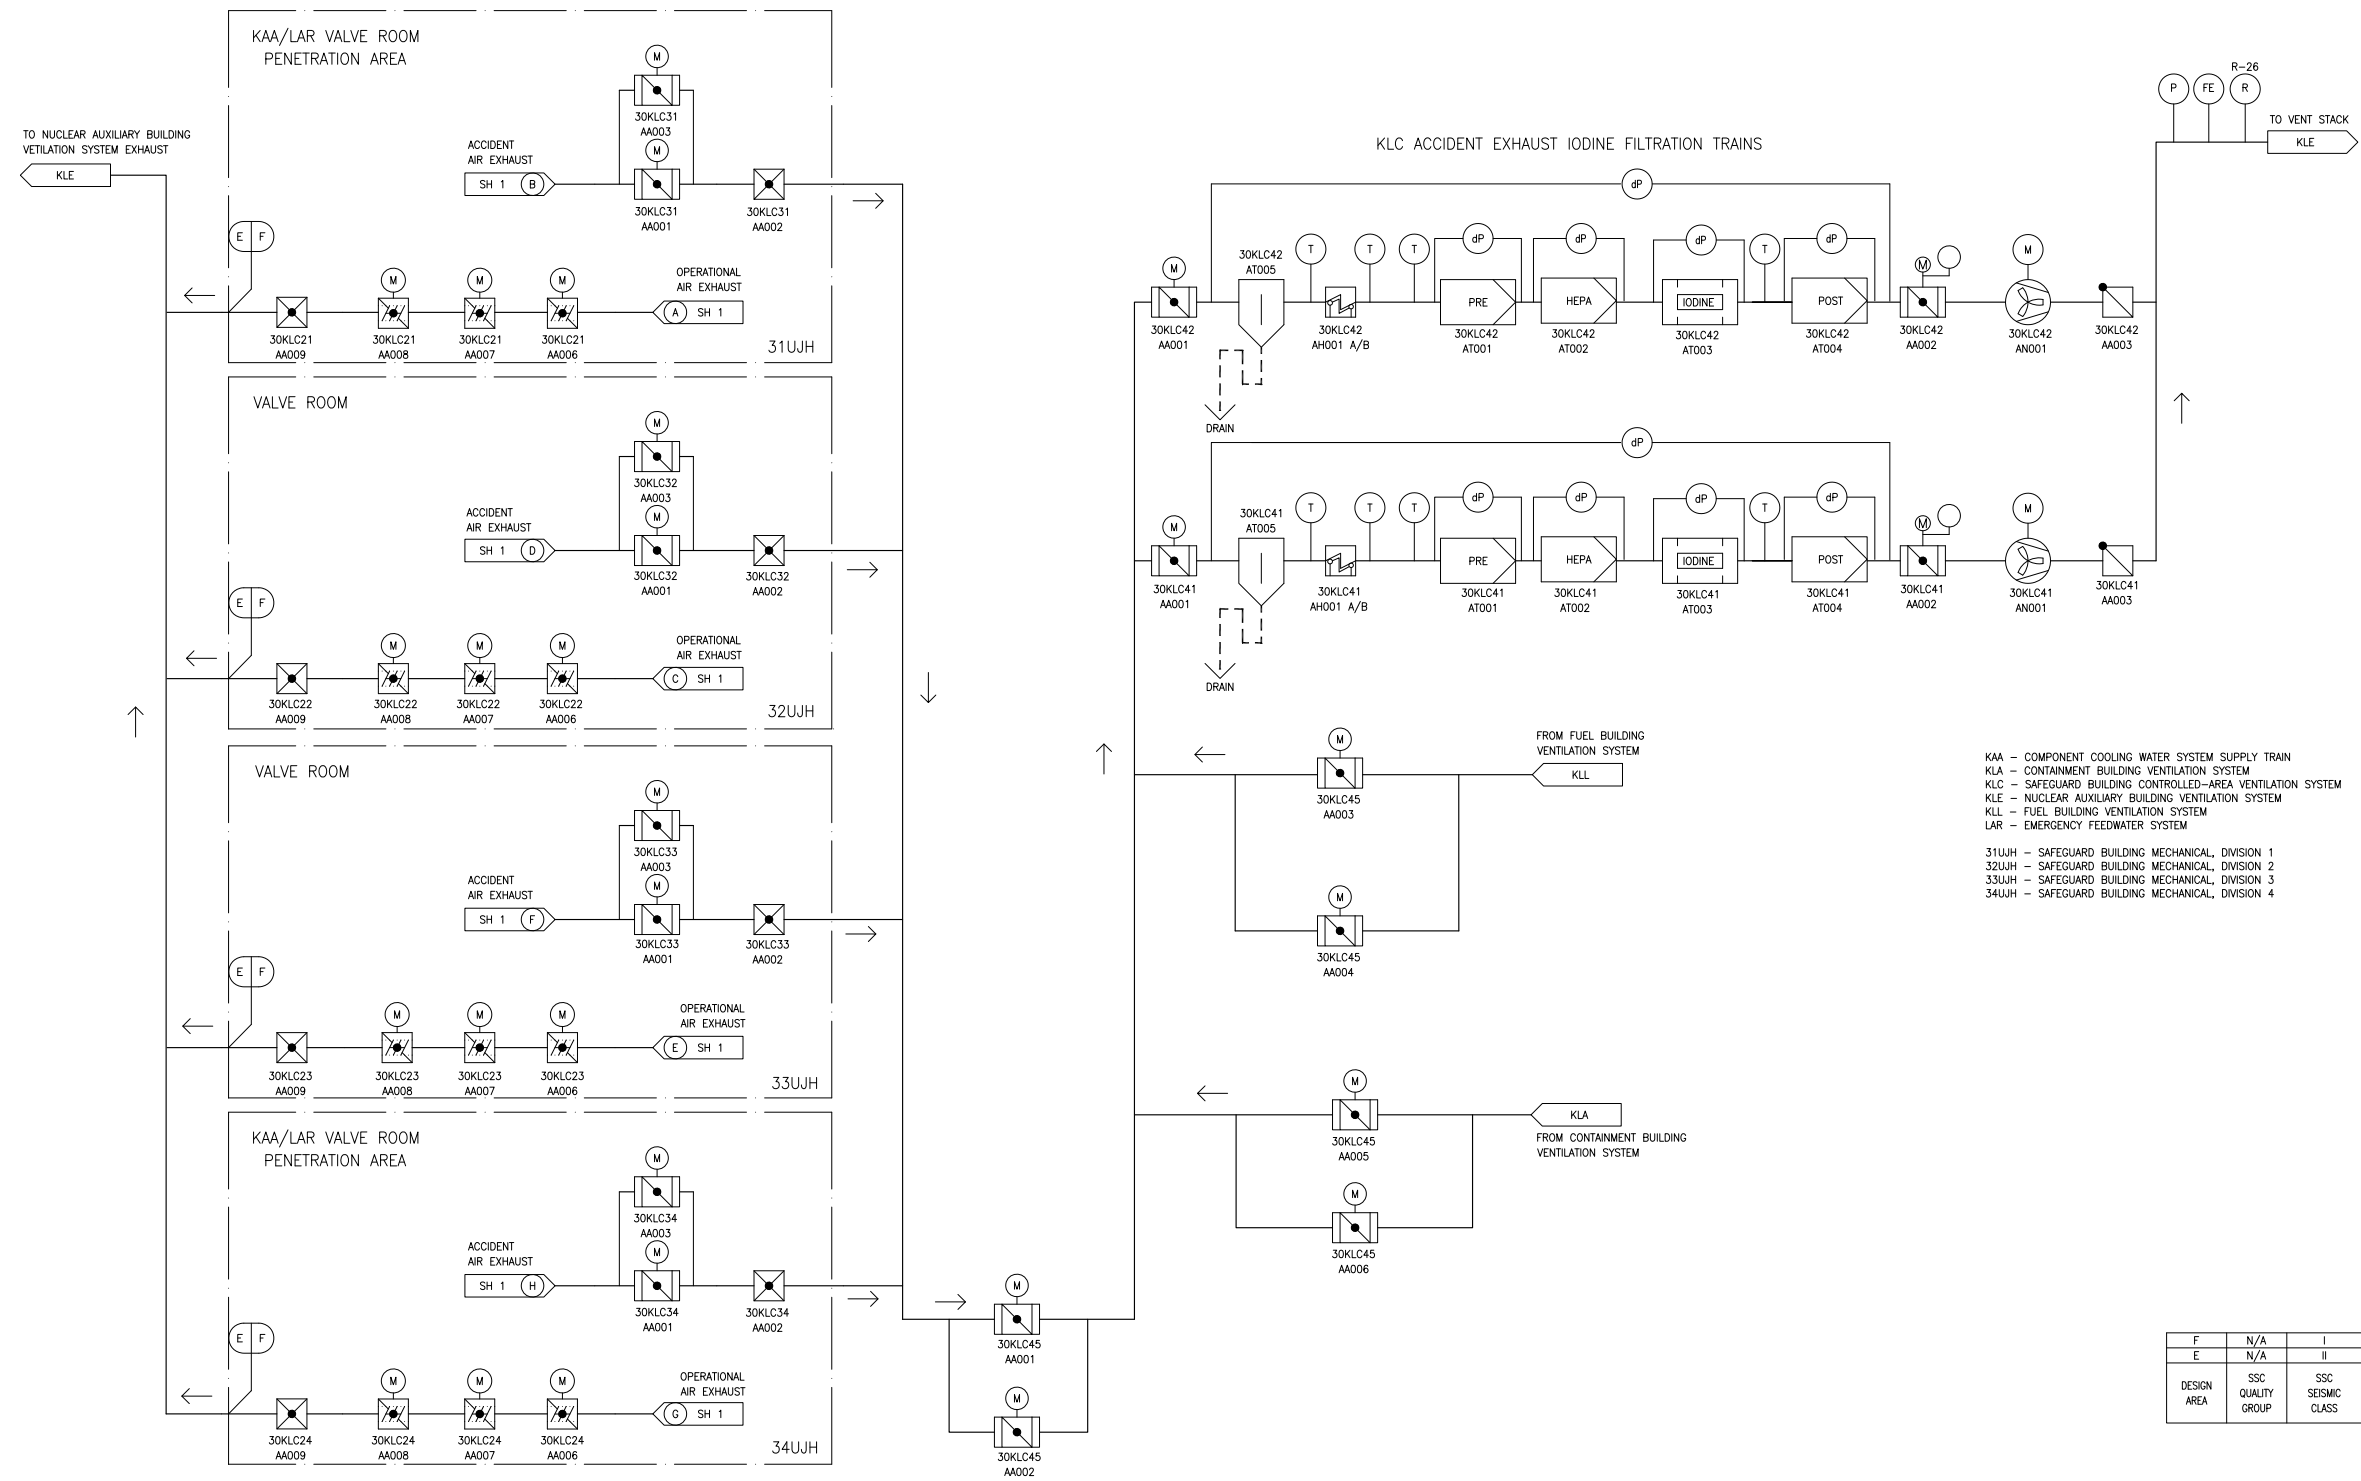 KAA/LAR VALVE ROOM
PENETRATION AREA
M
30KLC31
AA003
M
ACCIDENT
AIR EXHAUST
SH 1 B
30KLC31
AA001
30KLC31
AA002
TO NUCLEAR AUXILIARY BUILDING
VETILATION SYSTEM EXHAUST
KLE
E F
M
M
M
OPERATIONAL
AIR EXHAUST
A SH 1
30KLC21
AA009
30KLC21
AA008
30KLC21
AA007
30KLC21
AA006
31UJH
VALVE ROOM
M
30KLC32
AA003
M
ACCIDENT
AIR EXHAUST
SH 1 D
30KLC32
AA001
30KLC32
AA002
E F
M
M
M
OPERATIONAL
AIR EXHAUST
C SH 1
30KLC22
AA009
30KLC22
AA008
30KLC22
AA007
30KLC22
AA006
32UJH
VALVE ROOM
M
30KLC33
AA003
M
ACCIDENT
AIR EXHAUST
SH 1 F
30KLC33
AA001
30KLC33
AA002
E F
M
M
M
OPERATIONAL
AIR EXHAUST
E SH 1
30KLC23
AA009
30KLC23
AA008
30KLC23
AA007
30KLC23
AA006
33UJH
KAA/LAR VALVE ROOM
PENETRATION AREA
M
30KLC34
AA003
M
ACCIDENT
AIR EXHAUST
SH 1 H
30KLC34
AA001
30KLC34
AA002
E F
M
M
M
OPERATIONAL
AIR EXHAUST
G SH 1
30KLC24
AA009
30KLC24
AA008
30KLC24
AA007
30KLC24
AA006
34UJH
M
30KLC45
AA001
M
30KLC45
AA002
KLC ACCIDENT EXHAUST IODINE FILTRATION TRAINS
R-26
P
FE
R
TO VENT STACK
KLE
dP
M
30KLC42
AA001
30KLC42
AT005
DRAIN
T
30KLC42
AH001 A/B
T
T
dP
PRE
30KLC42
AT001
dP
HEPA
30KLC42
AT002
dP
IODINE
30KLC42
AT003
T
dP
POST
30KLC42
AT004
M
30KLC42
AA002
M
30KLC42
AN001
30KLC42
AA003
dP
M
30KLC41
AA001
30KLC41
AT005
DRAIN
T
30KLC41
AH001 A/B
T
T
dP
PRE
30KLC41
AT001
dP
HEPA
30KLC41
AT002
dP
IODINE
30KLC41
AT003
T
dP
POST
30KLC41
AT004
M
30KLC41
AA002
M
30KLC41
AN001
30KLC41
AA003
M
30KLC45
AA003
FROM FUEL BUILDING
VENTILATION SYSTEM
KLL
M
30KLC45
AA004
M
30KLC45
AA005
KLA
FROM CONTAINMENT BUILDING
VENTILATION SYSTEM
M
30KLC45
AA006
KAA – COMPONENT COOLING WATER SYSTEM SUPPLY TRAIN
KLA – CONTAINMENT BUILDING VENTILATION SYSTEM
KLC – SAFEGUARD BUILDING CONTROLLED–AREA VENTILATION SYSTEM
KLE – NUCLEAR AUXILIARY BUILDING VENTILATION SYSTEM
KLL – FUEL BUILDING VENTILATION SYSTEM
LAR – EMERGENCY FEEDWATER SYSTEM
31UJH – SAFEGUARD BUILDING MECHANICAL, DIVISION 1
32UJH – SAFEGUARD BUILDING MECHANICAL, DIVISION 2
33UJH – SAFEGUARD BUILDING MECHANICAL, DIVISION 3
34UJH – SAFEGUARD BUILDING MECHANICAL, DIVISION 4
F N/A I
E N/A II
DESIGN
AREA
SSC
QUALITY
GROUP
SSC
SEISMIC
CLASS